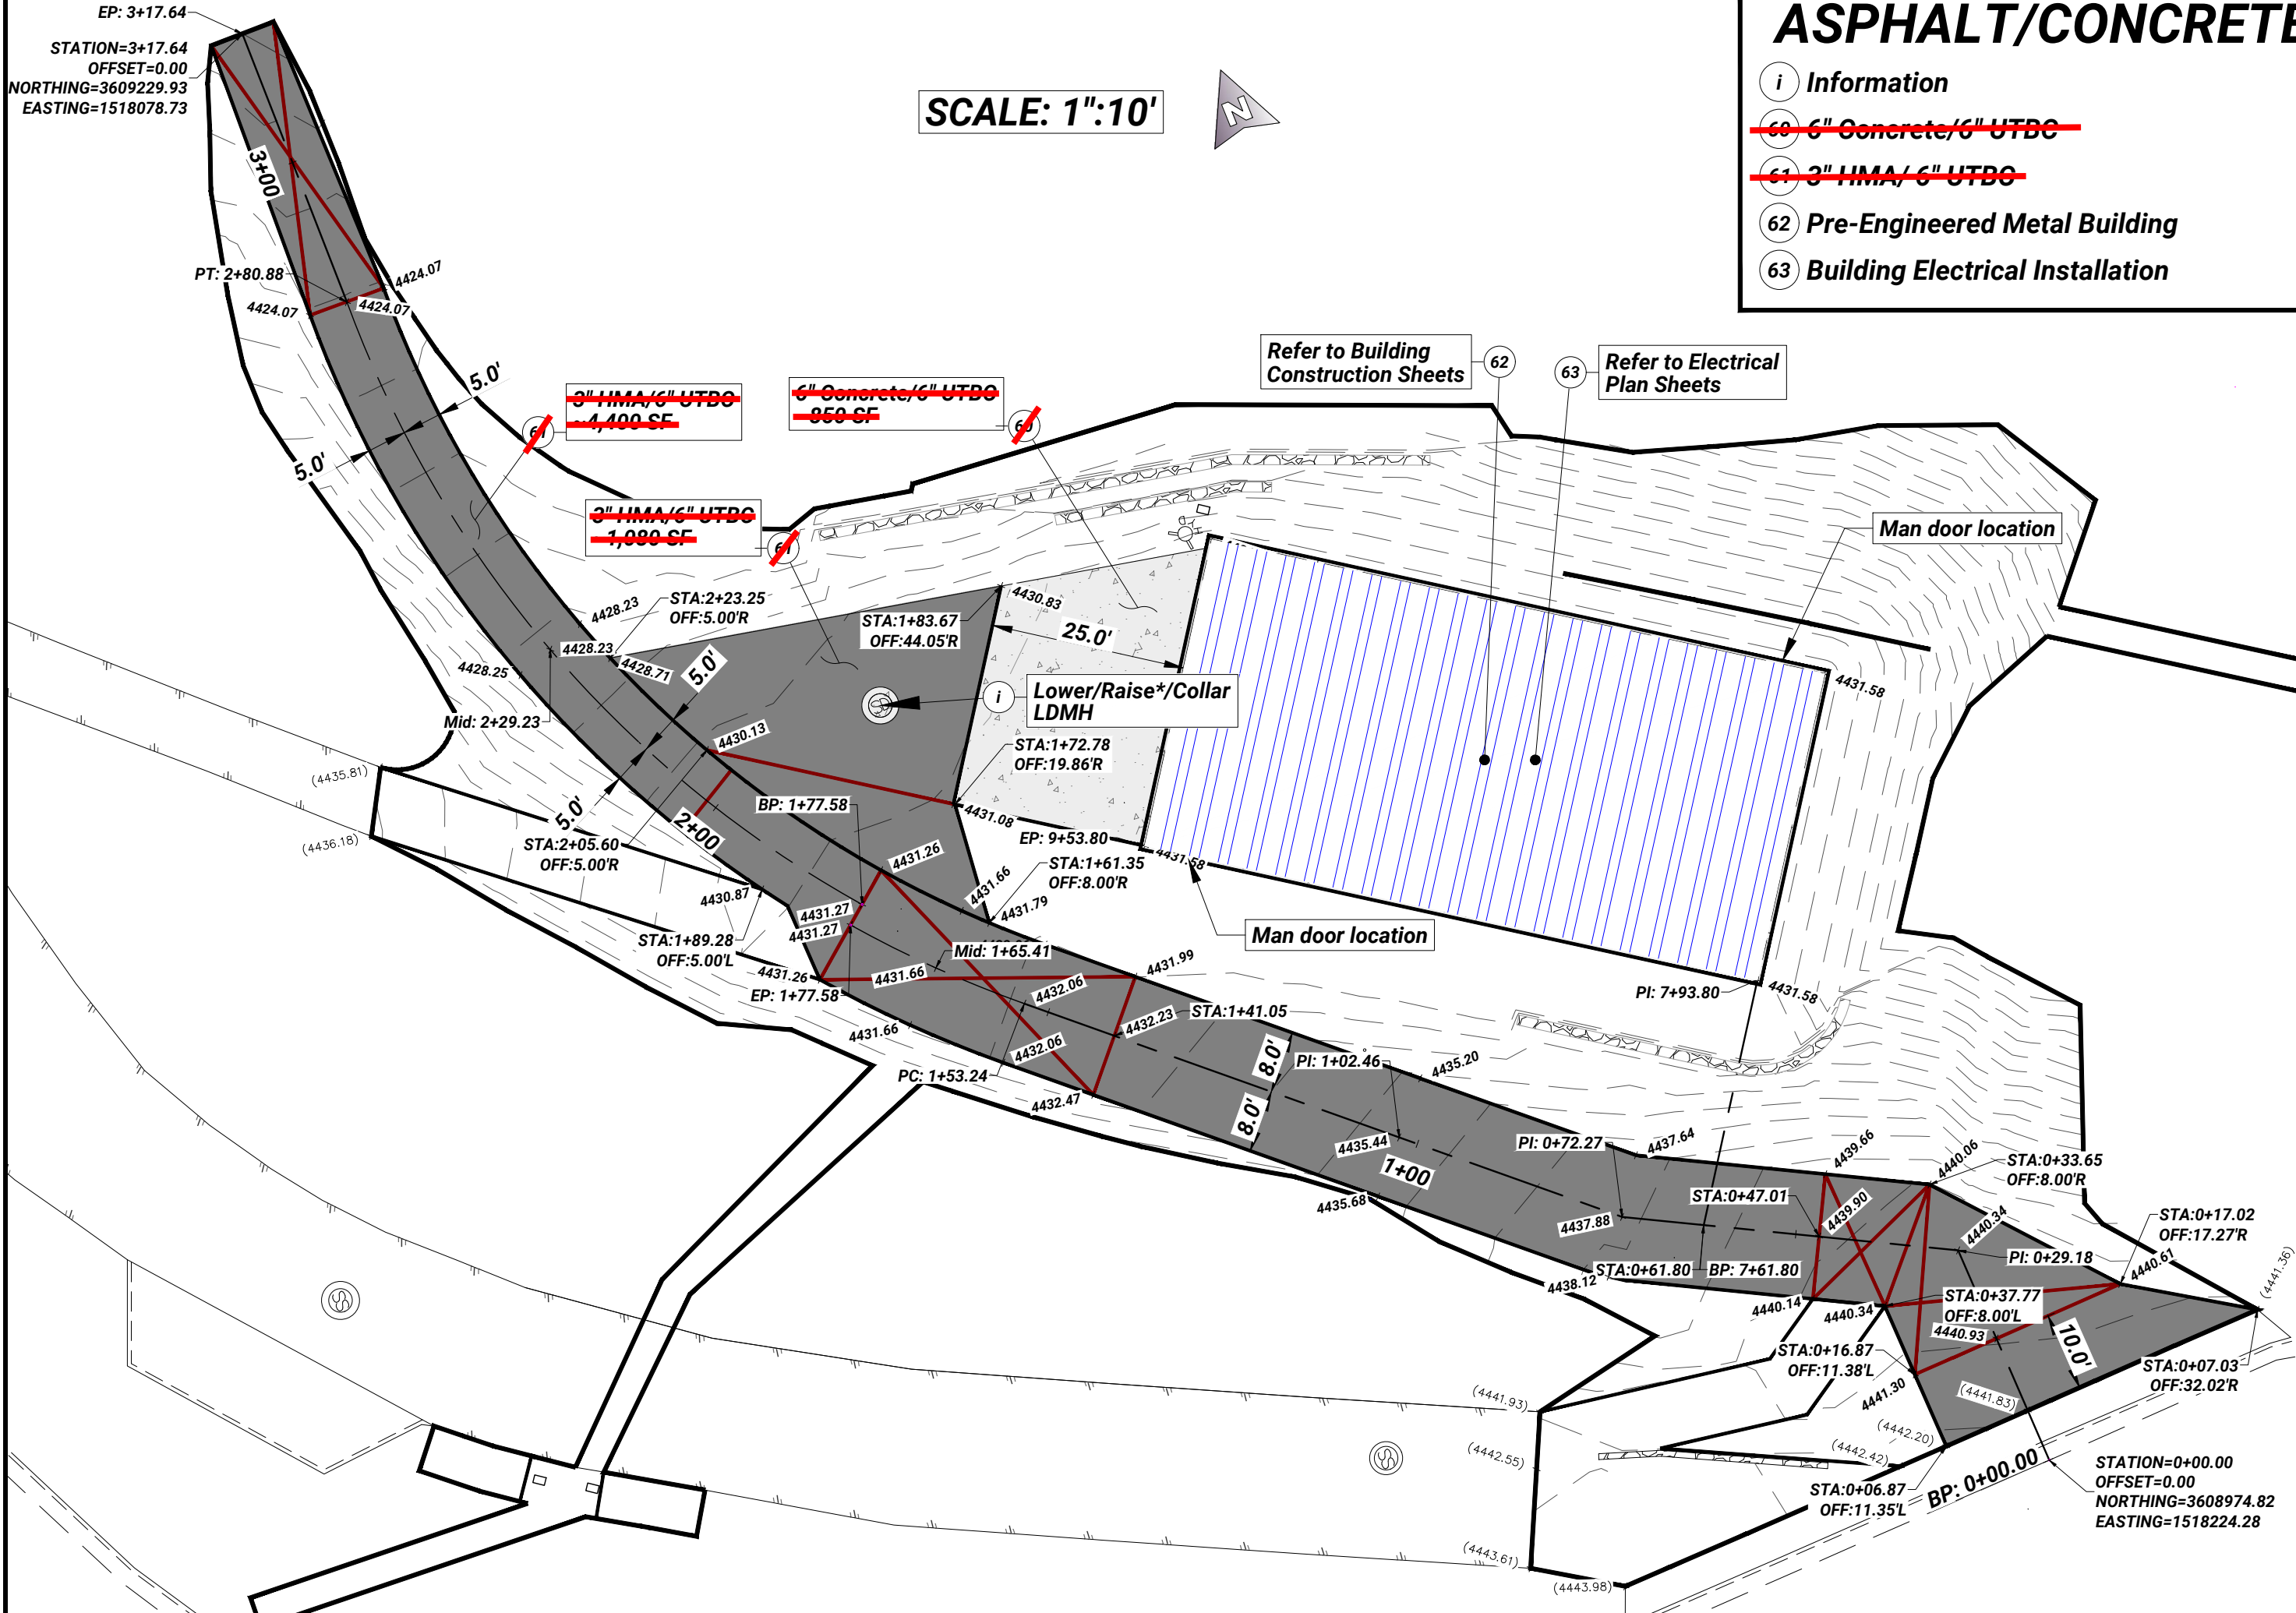 EP: 3+17.64
STATION=3+17.64
OFFSET=0.00
NORTHING=3609229.93
EASTING=1518078.73
SCALE: 1":10'
N
ASPHALT/CONCRETE
i Information
60 6" Concrete/6" UTBC
61 3" HMA/ 6" UTBC
62 Pre-Engineered Metal Building
63 Building Electrical Installation
3+00
PT: 2+80.88
4424.07
4424.07
4424.07
5.0'
5.0'
61
3" HMA/6" UTBC
~4,400 SF
6" Concrete/6" UTBC
850 SF
60
Refer to Building
Construction Sheets
62
63
Refer to Electrical
Plan Sheets
3" HMA/6" UTBC
1,080 SF
61
Man door location
4428.23
STA:2+23.25
OFF:5.00'R
4428.23
4428.25
4428.71
Mid: 2+29.23
5.0'
5.0'
STA:1+83.67
OFF:44.05'R
4430.83
25.0'
i
Lower/Raise*/Collar
LDMH
4431.58
4430.13
STA:1+72.78
OFF:19.86'R
(4435.81)
(4436.18)
2+00
BP: 1+77.58
4431.08
EP: 9+53.80
4431.58
STA:2+05.60
OFF:5.00'R
4431.26
STA:1+61.35
OFF:8.00'R
4430.87
4431.27
4431.27
4431.66
4431.79
STA:1+89.28
OFF:5.00'L
Mid: 1+65.41
Man door location
4431.26
4431.66
4431.99
EP: 1+77.58
4432.06
PI: 7+93.80
4431.58
4431.66
4432.23
STA:1+41.05
4432.06
8.0'
8.0'
PI: 1+02.46
4435.20
PC: 1+53.24
4432.47
4435.44
1+00
PI: 0+72.27
4437.64
4439.66
4440.06
STA:0+33.65
OFF:8.00'R
4435.68
4437.88
STA:0+47.01
4439.90
4440.34
STA:0+17.02
OFF:17.27'R
PI: 0+29.18
4440.61
(4441.36)
STA:0+61.80
BP: 7+61.80
4438.12
4440.14
4440.34
STA:0+37.77
OFF:8.00'L
4440.93
10.0'
STA:0+16.87
OFF:11.38'L
STA:0+07.03
OFF:32.02'R
4441.30
(4441.83)
(4441.93)
(4442.20)
(4442.42)
(4442.55)
STA:0+06.87
OFF:11.35'L
BP: 0+00.00
STATION=0+00.00
OFFSET=0.00
NORTHING=3608974.82
EASTING=1518224.28
(4443.61)
(4443.98)